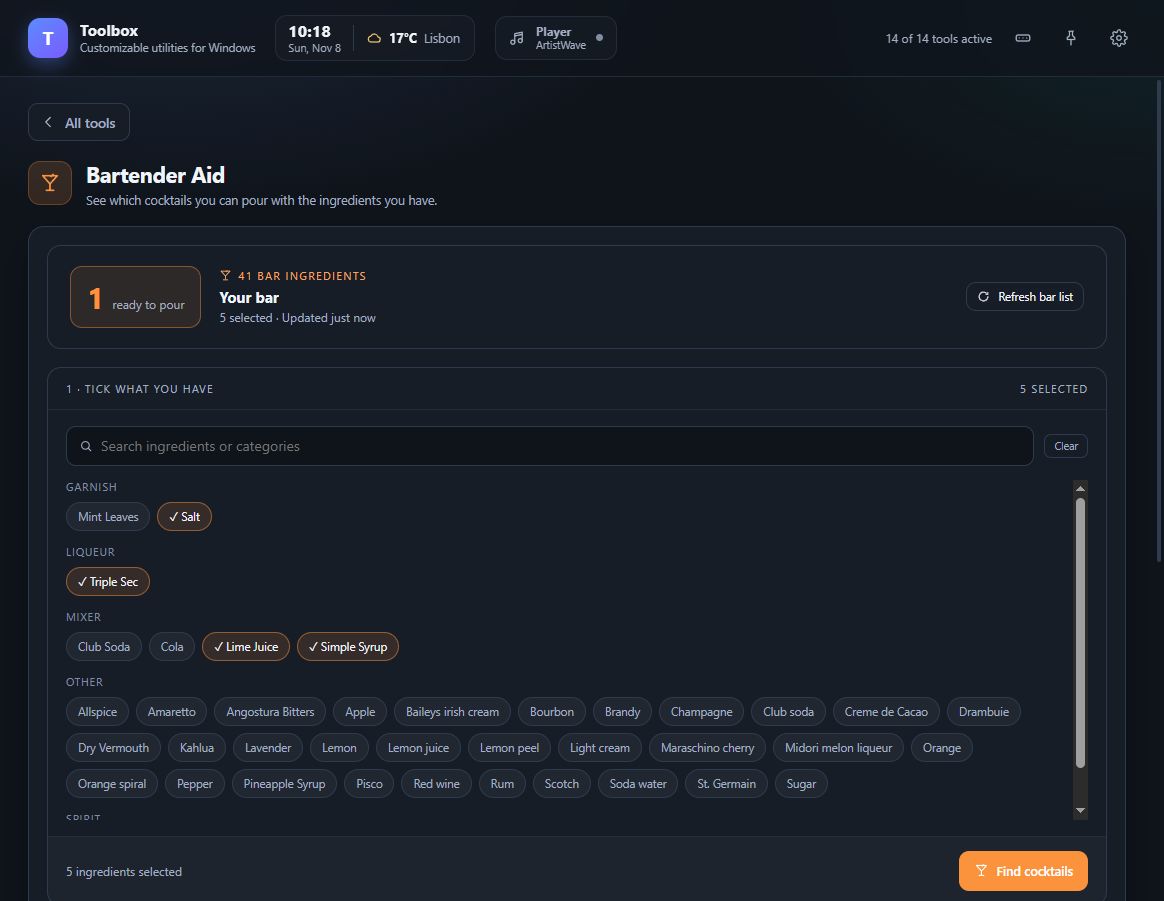 T
Toolbox
Customizable utilities for Windows
10:18
Sun, Nov 8
17°C Lisbon
Player
ArtistWave
14 of 14 tools active
All tools
Bartender Aid
See which cocktails you can pour with the ingredients you have.
1 ready to pour
41 BAR INGREDIENTS
Your bar
5 selected · Updated just now
Refresh bar list
1 · TICK WHAT YOU HAVE
5 SELECTED
Search ingredients or categories
Clear
GARNISH
Mint Leaves ✓ Salt
LIQUEUR
✓ Triple Sec
MIXER
Club Soda Cola ✓ Lime Juice ✓ Simple Syrup
OTHER
Allspice Amaretto Angostura Bitters Apple Baileys irish cream Bourbon Brandy Champagne Club soda Creme de Cacao Drambuie
Dry Vermouth Kahlua Lavender Lemon Lemon juice Lemon peel Light cream Maraschino cherry Midori melon liqueur Orange
Orange spiral Pepper Pineapple Syrup Pisco Red wine Rum Scotch Soda water St. Germain Sugar
SPIRIT
5 ingredients selected
Find cocktails